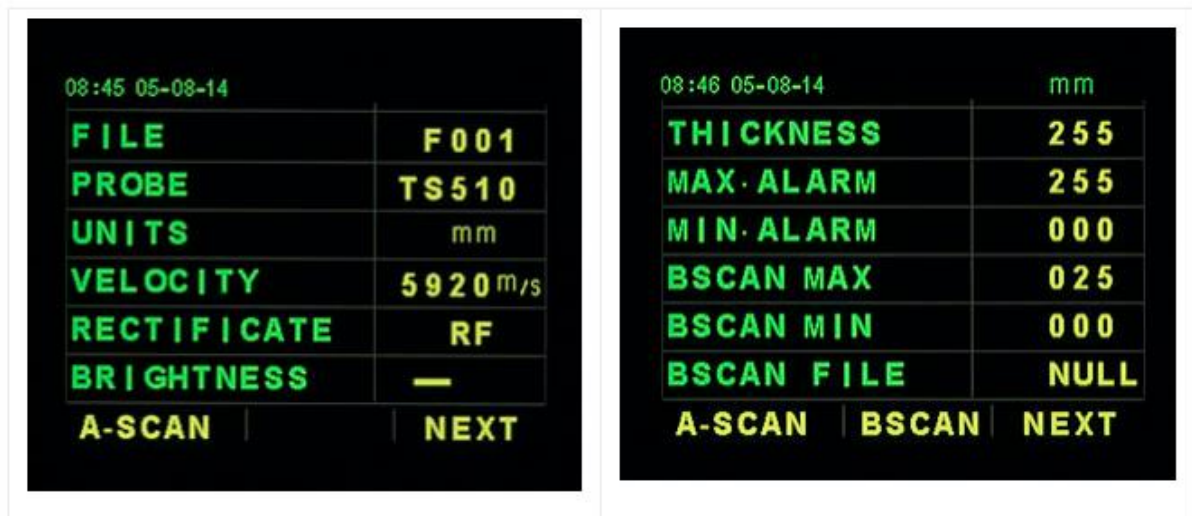 08:45 05-08-14
FILE F001
PROBE TS510
UNITS mm
VELOCITY 5920 m/s
RECTIFICATE RF
BRIGHTNESS
A-SCAN NEXT
08:46 05-08-14 mm
THICKNESS 255
MAX·ALARM 255
MIN·ALARM 000
BSCAN MAX 025
BSCAN MIN 000
BSCAN FILE NULL
A-SCAN BSCAN NEXT